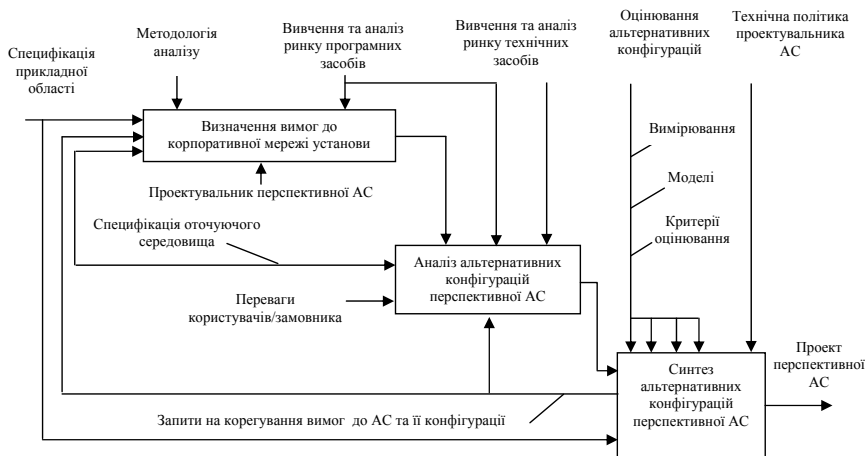 Специфікація
прикладної
області
Методологія
аналізу
Вивчення та аналіз
ринку програмних
засобів
Вивчення та аналіз
ринку технічних
засобів
Оцінювання
альтернативних
конфігурацій
Технічна політика
проектувальника
АС
Визначення вимог до
корпоративної мережі установи
Вимірювання
Моделі
Критерії
оцінювання
Проектувальник перспективної АС
Специфікація оточуючого
середовища
Аналіз альтернативних
конфігурацій
перспективної АС
Переваги
користувачів/замовника
Синтез
альтернативних
конфігурацій
перспективної АС
Проект
перспективної
АС
Запити на корегування вимог до АС та її конфігурації